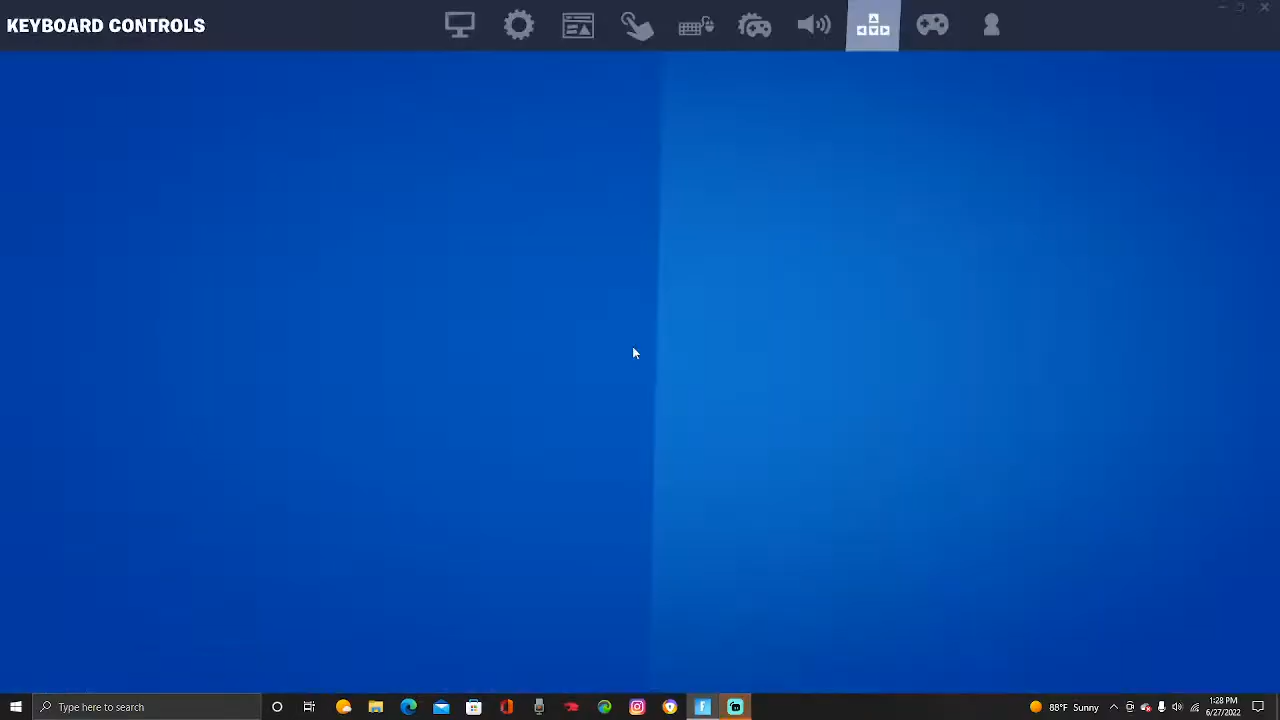 KEYBOARD CONTROLS
Type here to search
88°F Sunny
1:28 PM
6/27/2022